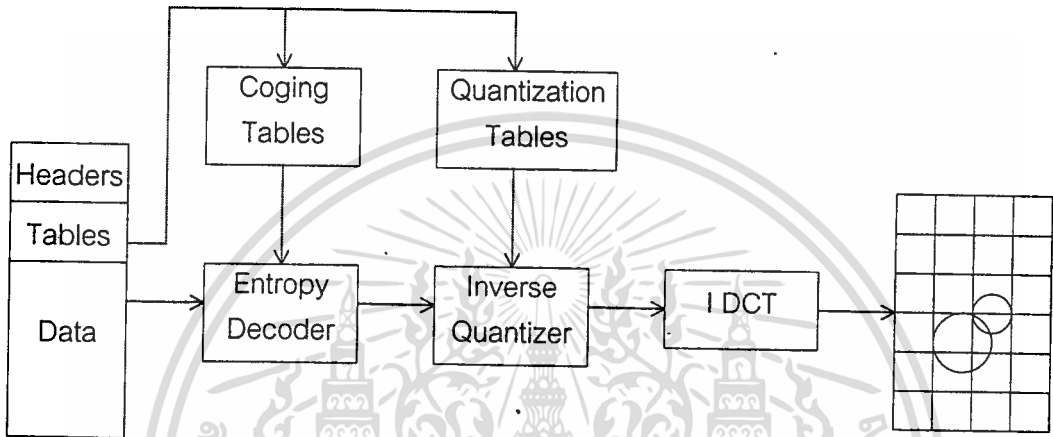 Coging
Tables
Quantization
Tables
Headers
Tables
Data
Entropy
Decoder
Inverse
Quantizer
I DCT